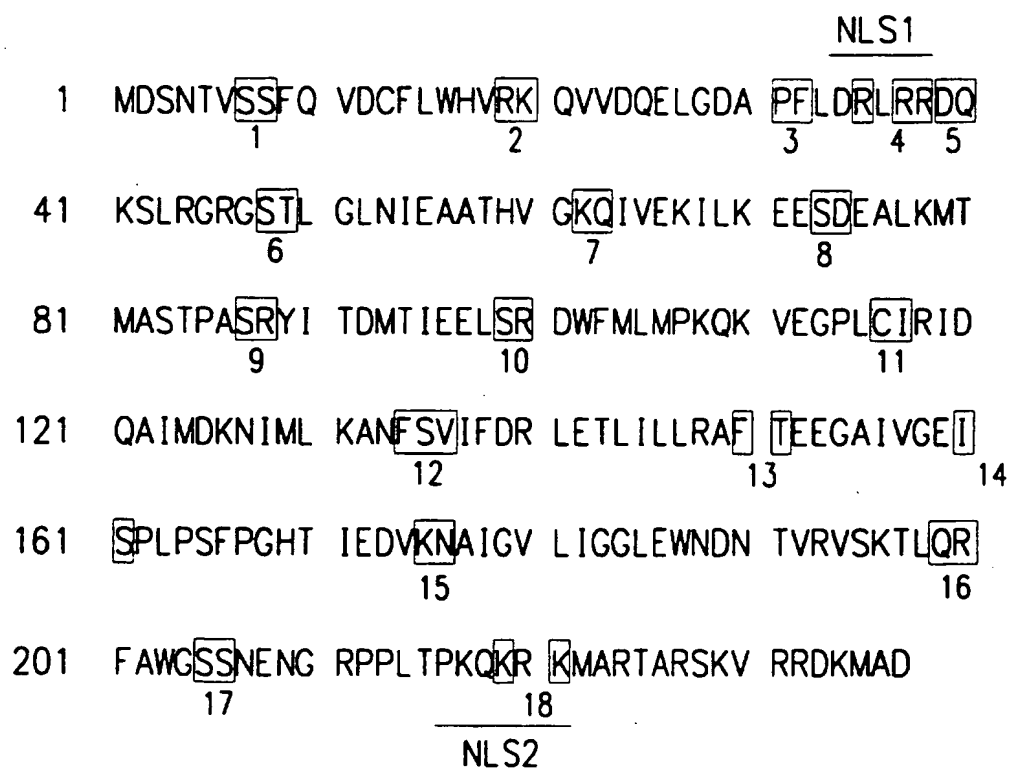 NLS1
1 MDSNTVSSFQ VDCFLWHVRK QVVDQELGDA PFLDRLRRDQ
1 2 3 4 5
41 KSLRGRGSTL GLNIEAATHV GKQIVEKILK EESDEALKMT
6 7 8
81 MASTPASRYI TDMTIEELSR DWFMLMPKQK VEGPLCIRID
9 10 11
121 QAIMDKNIML KANFSVIFDR LETLILLRAF TEEGAIVGEI
12 13 14
161 SPLPSFPGHT IEDVKNAIGV LIGGLEWNDN TVRVSKTLQR
15 16
201 FAWGSSNENG RPPLTPKQKR KMARTARSKV RRDKMAD
17 18
NLS2